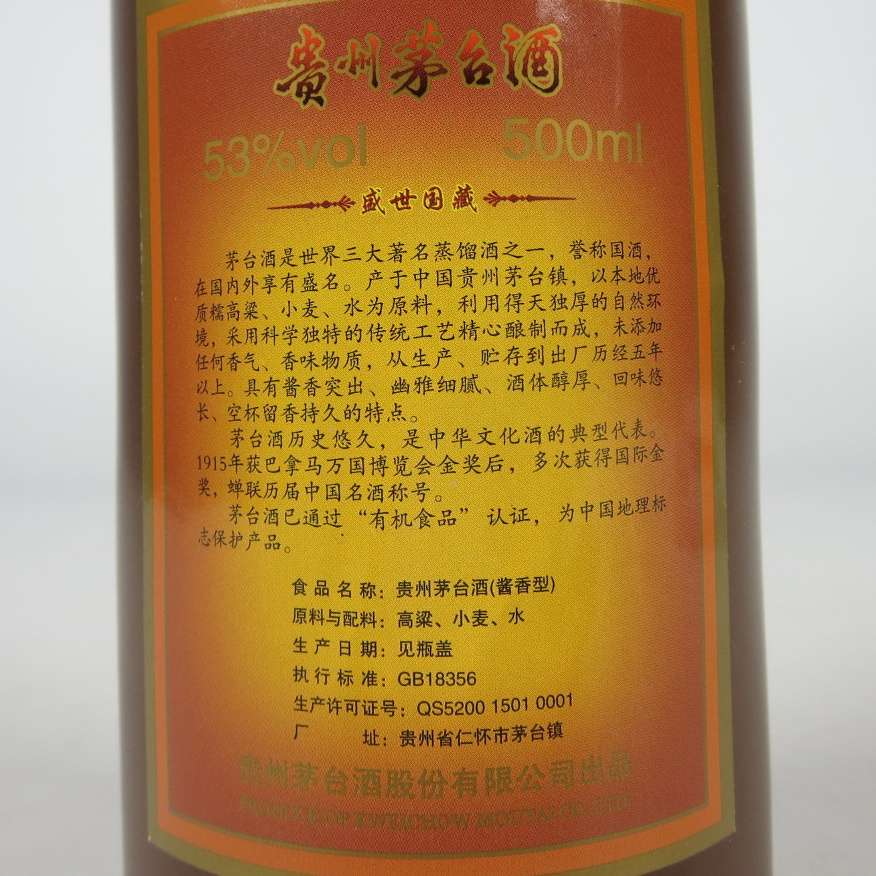 贵州茅台酒
53%vol 500ml
盛世国藏
茅台酒是世界三大著名蒸馏酒之一，誉称国酒，
在国内外享有盛名。产于中国贵州茅台镇，以本地优
质糯高粱、小麦、水为原料，利用得天独厚的自然环
境，采用科学独特的传统工艺精心酿制而成，未添加
任何香气、香味物质，从生产、贮存到出厂历经五年
以上。具有酱香突出、幽雅细腻、酒体醇厚、回味悠
长、空杯留香持久的特点。
茅台酒历史悠久，是中华文化酒的典型代表。
1915年获巴拿马万国博览会金奖后，多次获得国际金
奖，蝉联历届中国名酒称号。
茅台酒已通过“有机食品”认证，为中国地理标
志保护产品。
食品名称：贵州茅台酒(酱香型)
原料与配料：高粱、小麦、水
生产日期：见瓶盖
执行标准：GB18356
生产许可证号：QS5200 1501 0001
厂址：贵州省仁怀市茅台镇
贵州茅台酒股份有限公司出品
KWEICHOW MOUTAI